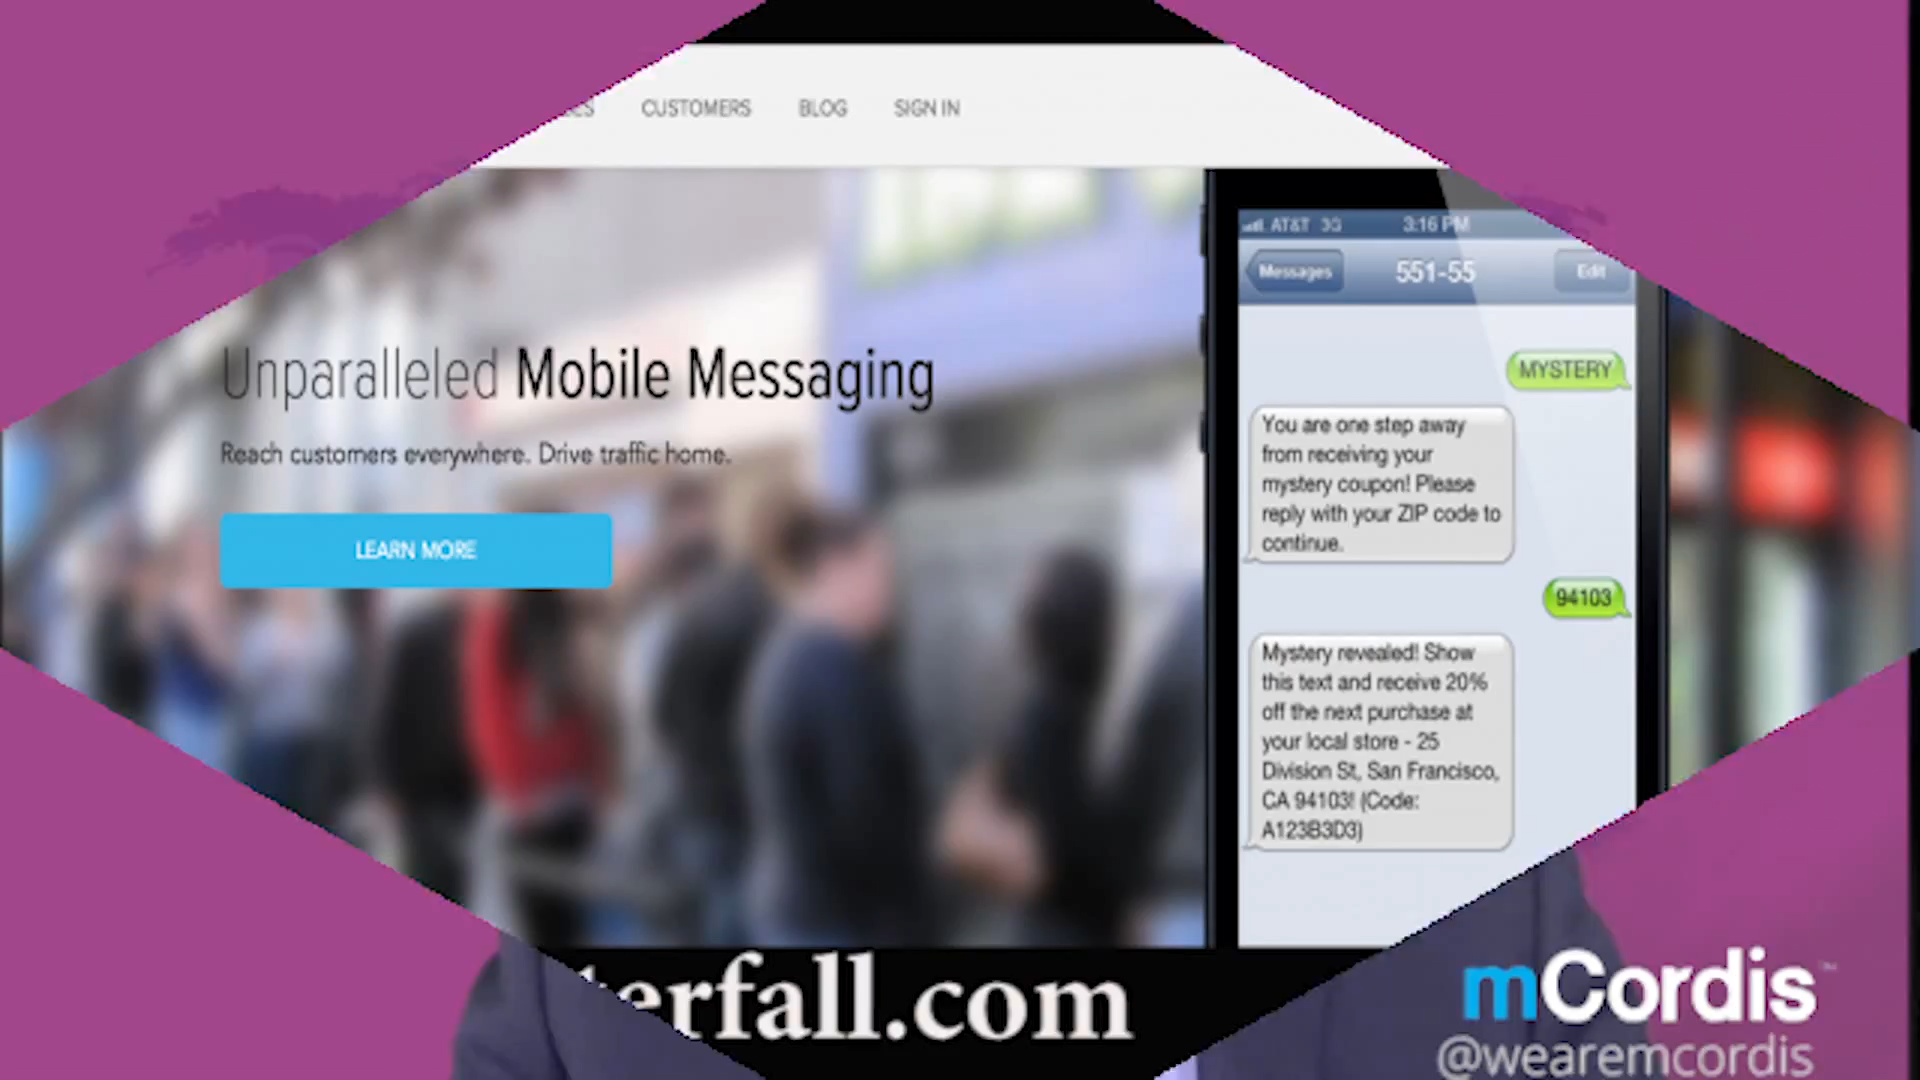 CUSTOMERS BLOG SIGN IN
Unparalleled Mobile Messaging
Reach customers everywhere. Drive traffic home.
LEARN MORE
AT&T 3G 3:16 PM
Messages 551-55 Edit
MYSTERY
You are one step away
from receiving your
mystery coupon! Please
reply with your ZIP code to
continue.
94103
Mystery revealed! Show
this text and receive 20%
off the next purchase at
your local store - 25
Division St, San Francisco,
CA 94103! (Code:
A123B3D3)
terfall.com
mCordis™
@wearemcordis